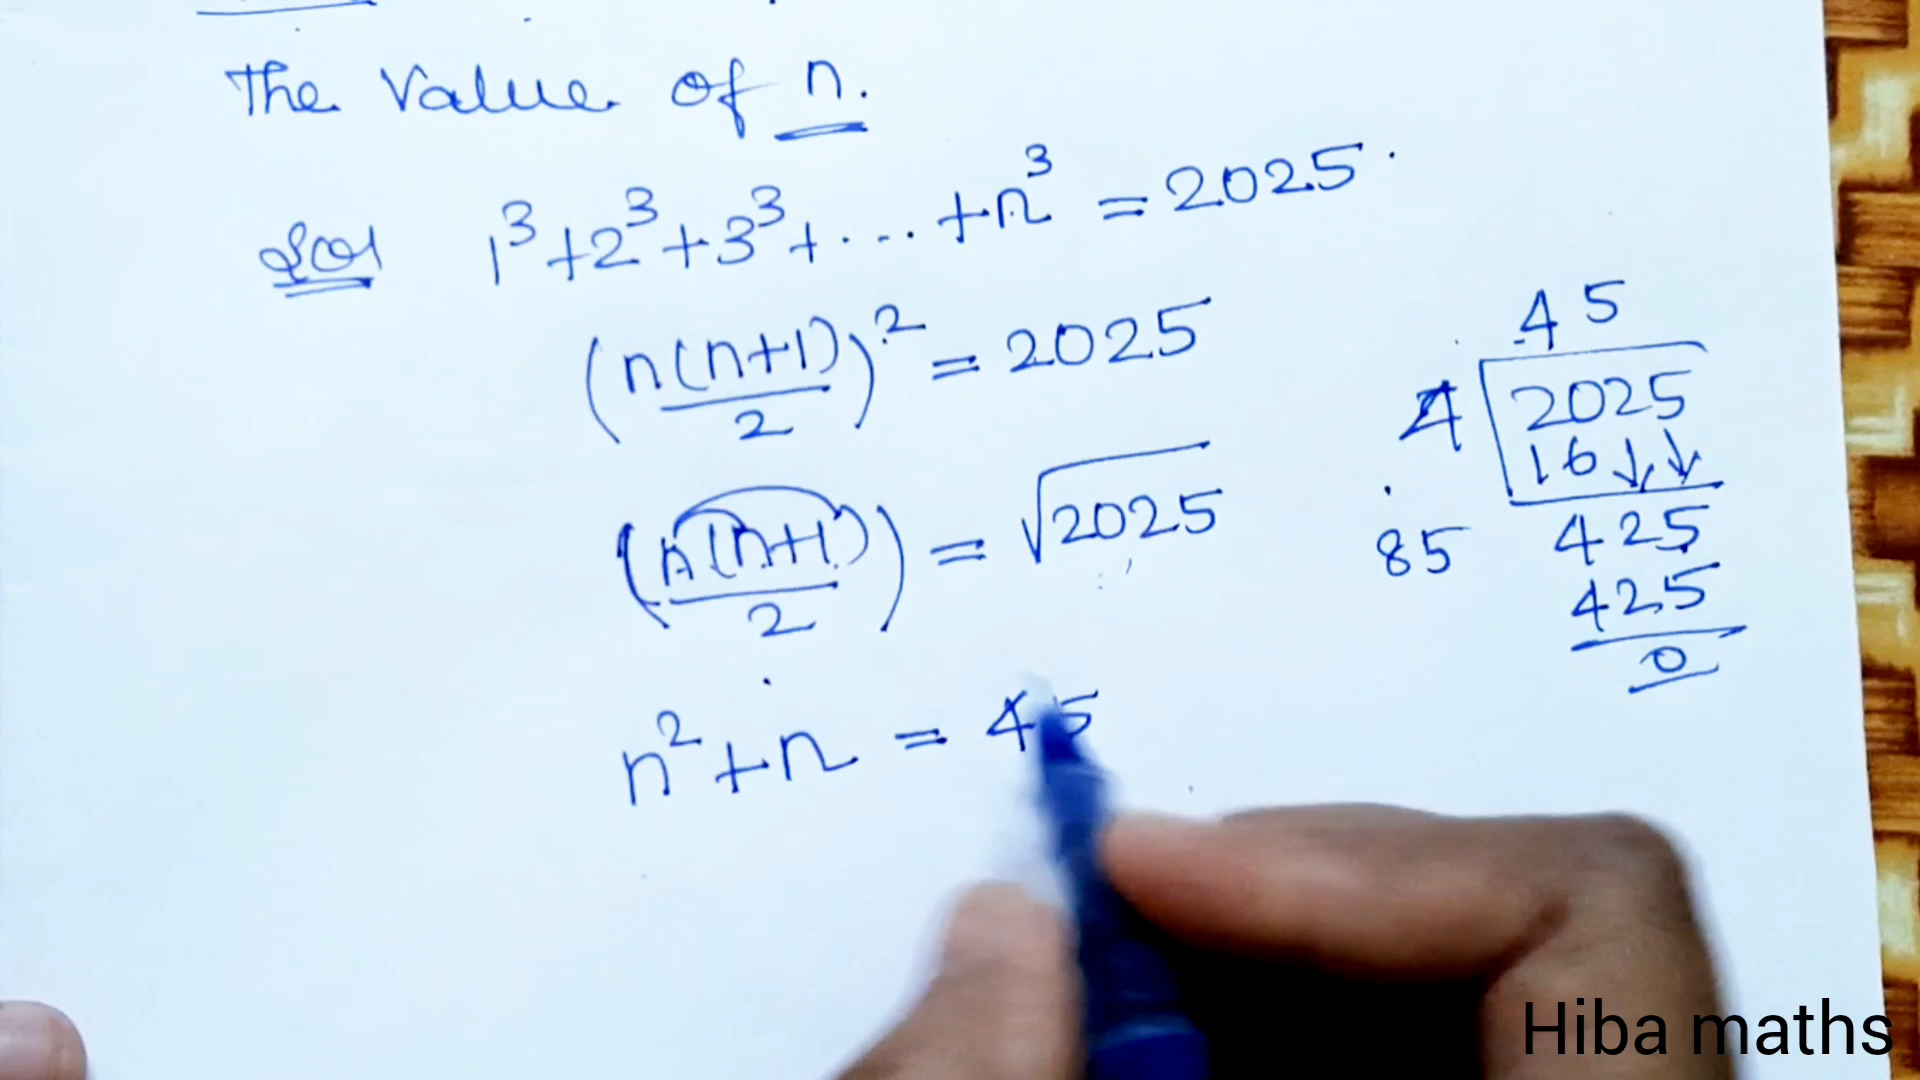 The Value of n.
Sol 1³+2³+3³+...+n³ = 2025.
(n(n+1)/2)² = 2025
(n(n+1)/2) = √2025
n²+n = 45
45
4 2025
16↓↓
85 425
425
0
Hiba maths